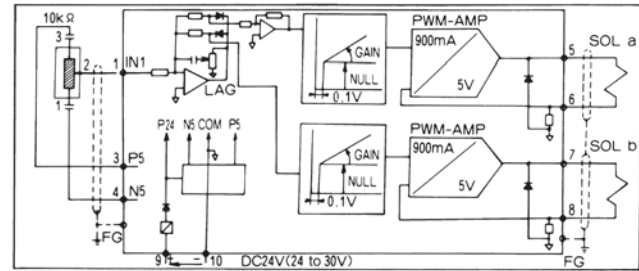 10kΩ
3
2
1
1 IN1
LAG
P24 N5 COM P5
3 P5
4 N5
FG
9 + − 10 DC24V(24 to 30V)
GAIN
NULL
0.1V
PWM-AMP
900mA
5V
5 SOL a
6
GAIN
NULL
0.1V
PWM-AMP
900mA
5V
7 SOL b
8
FG